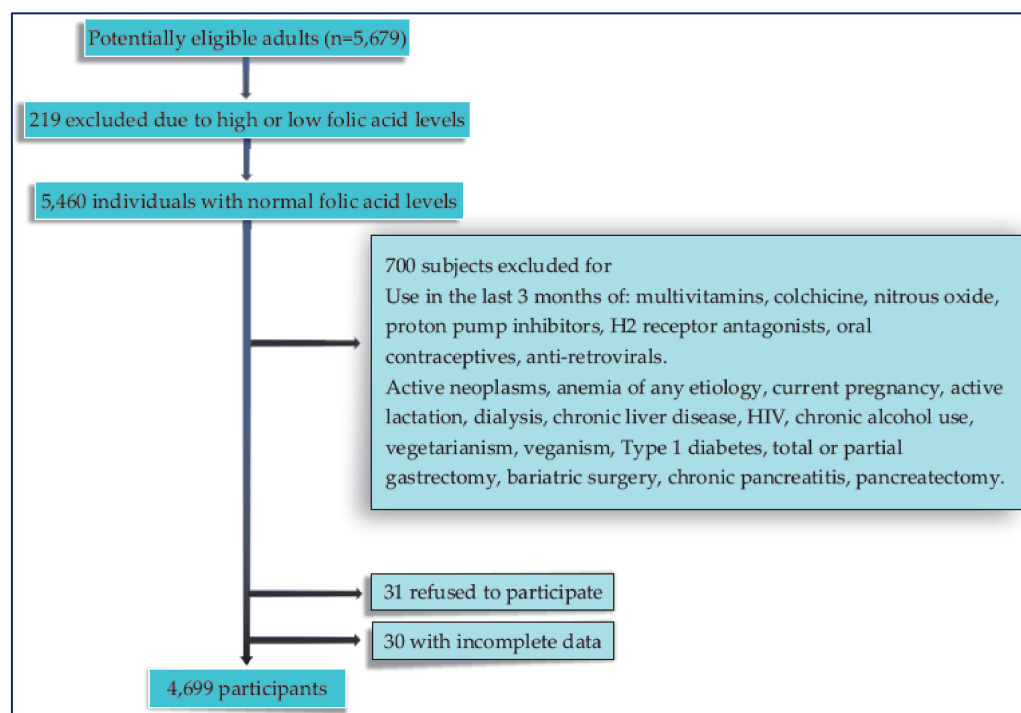 Potentially eligible adults (n=5,679)
219 excluded due to high or low folic acid levels
5,460 individuals with normal folic acid levels
700 subjects excluded for
Use in the last 3 months of: multivitamins, colchicine, nitrous oxide,
proton pump inhibitors, H2 receptor antagonists, oral
contraceptives, anti-retrovirals.
Active neoplasms, anemia of any etiology, current pregnancy, active
lactation, dialysis, chronic liver disease, HIV, chronic alcohol use,
vegetarianism, veganism, Type 1 diabetes, total or partial
gastrectomy, bariatric surgery, chronic pancreatitis, pancreatectomy.
31 refused to participate
30 with incomplete data
4,699 participants